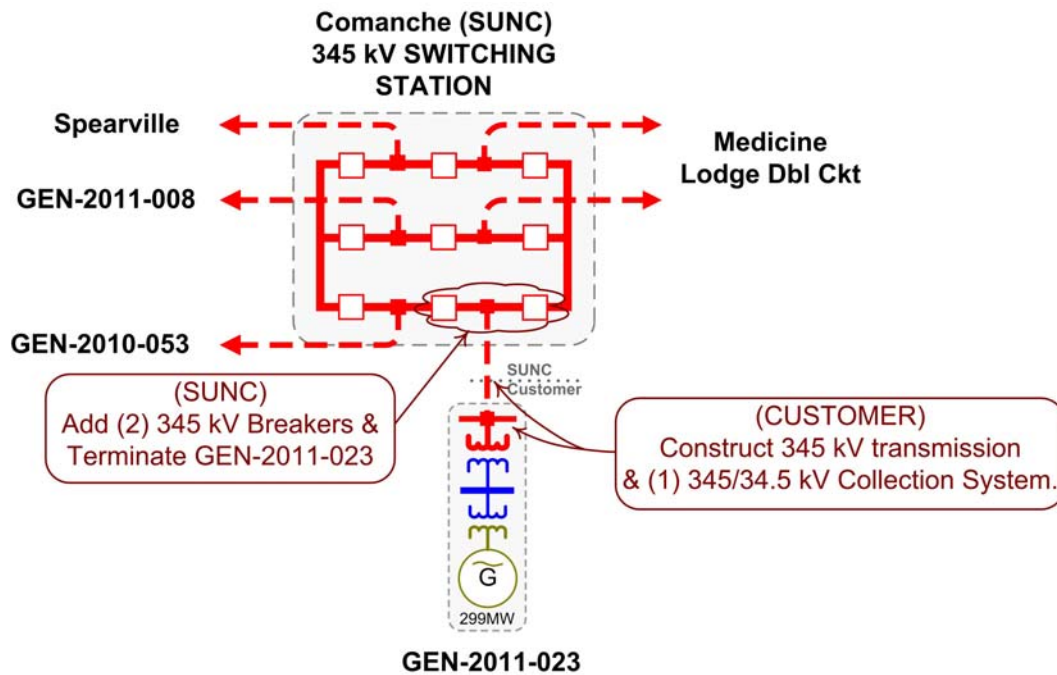 Comanche (SUNC)
345 kV SWITCHING
STATION
Spearville
Medicine
Lodge Dbl Ckt
GEN-2011-008
GEN-2010-053
SUNC
Customer
(SUNC)
Add (2) 345 kV Breakers &
Terminate GEN-2011-023
(CUSTOMER)
Construct 345 kV transmission
& (1) 345/34.5 kV Collection System.
G
299MW
GEN-2011-023